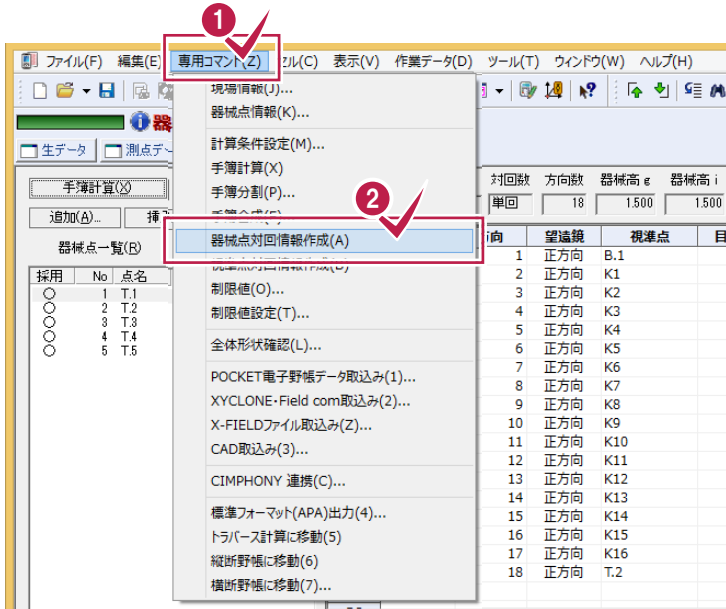 1
ファイル(F) 編集(E) 専用コマンド(Z) セル(C) 表示(V) 作業データ(D) ツール(T) ウィンドウ(W) ヘルプ(H)
器
生データ 測点デ
手簿計算(X)
追加(A)... 挿
器械点一覧(R)
採用 No 点名
1 T.1
2 T.2
3 T.3
4 T.4
5 T.5
現場情報(J)...
器械点情報(K)...
計算条件設定(M)...
手簿計算(X)
手簿分割(P)...
2
器械点対回情報作成(A)
制限値(O)...
制限値設定(T)...
全体形状確認(L)...
POCKET電子野帳データ取込み(1)...
XYCLONE・Field com取込み(2)...
X-FIELDファイル取込み(Z)...
CAD取込み(3)...
CIMPHONY 連携(C)...
標準フォーマット(APA)出力(4)...
トラバース計算に移動(5)
縦断野帳に移動(6)
横断野帳に移動(7)...
対回数 方向数 器械高 g 器械高 i
単回 18 1.500 1.500
向 望遠鏡 視準点 目
1 正方向 B.1
2 正方向 K1
3 正方向 K2
4 正方向 K3
5 正方向 K4
6 正方向 K5
7 正方向 K6
8 正方向 K7
9 正方向 K8
10 正方向 K9
11 正方向 K10
12 正方向 K11
13 正方向 K12
14 正方向 K13
15 正方向 K14
16 正方向 K15
17 正方向 K16
18 正方向 T.2